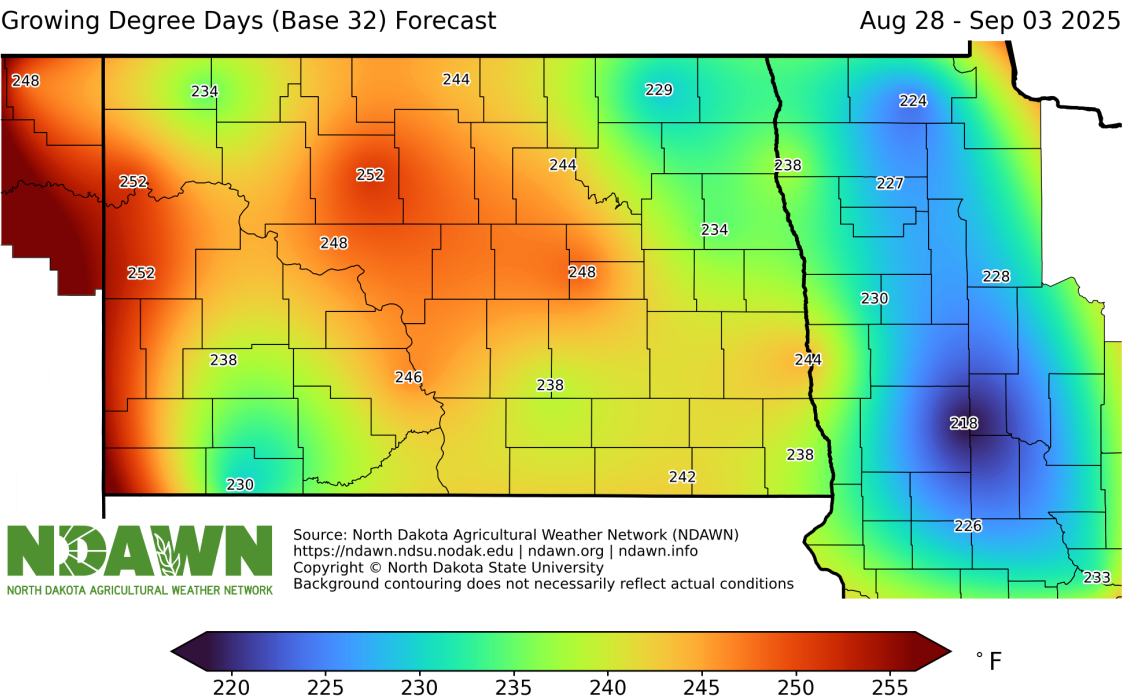 Growing Degree Days (Base 32) Forecast
Aug 28 - Sep 03 2025
248
234
244
229
224
252
252
244
238
227
234
248
252
248
228
230
238
246
238
244
218
238
230
242
226
233
NDAWN
NORTH DAKOTA AGRICULTURAL WEATHER NETWORK
Source: North Dakota Agricultural Weather Network (NDAWN)
https://ndawn.ndsu.nodak.edu | ndawn.org | ndawn.info
Copyright © North Dakota State University
Background contouring does not necessarily reflect actual conditions
220 225 230 235 240 245 250 255
°F